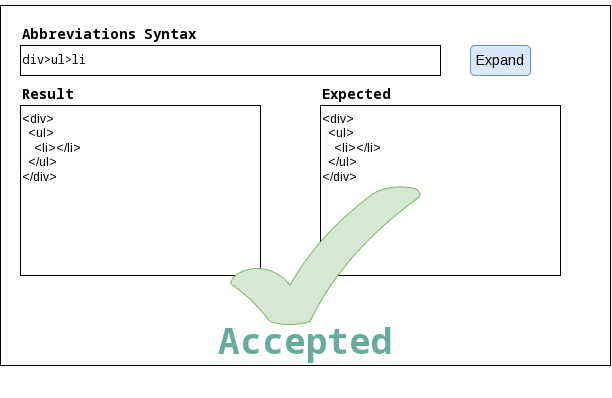 Abbreviations Syntax
div>ul>li
Expand
Result
<div>
  <ul>
    <li></li>
  </ul>
</div>
Expected
<div>
  <ul>
    <li></li>
  </ul>
</div>
Accepted